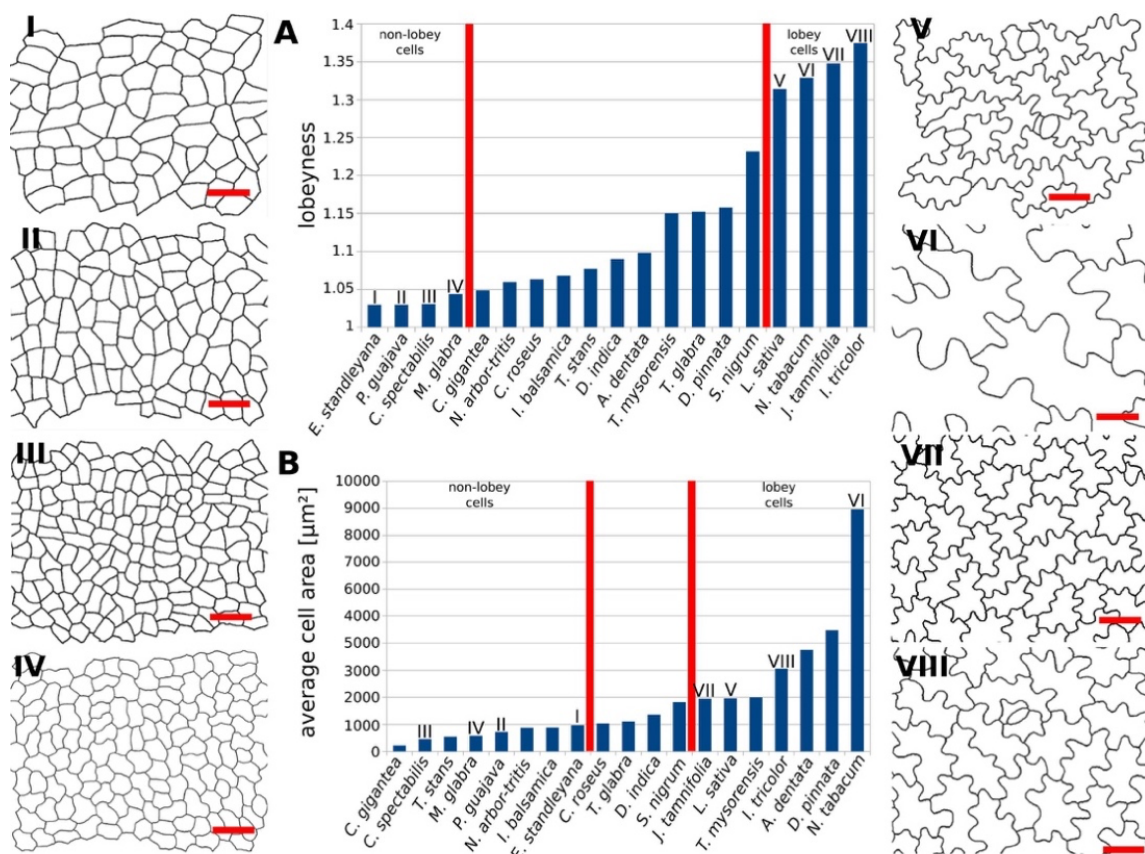 I
II
III
IV
A
lobeyness
1.4
1.35
1.3
1.25
1.2
1.15
1.1
1.05
1
non-lobey
cells
lobey
cells
I
II
III
IV
V
VI
VII
VIII
E. standleyana
P. guajava
C. spectabilis
M. glabra
C. gigantea
N. arbor-tritis
C. roseus
I. balsamica
T. stans
D. indica
A. dentata
T. mysorensis
T. glabra
D. pinnata
S. nigrum
L. sativa
N. tabacum
J. tamnifolia
I. tricolor
B
average cell area [µm²]
10000
9000
8000
7000
6000
5000
4000
3000
2000
1000
0
non-lobey
cells
lobey
cells
III
IV
II
I
VII
V
VIII
VI
C. gigantea
C. spectabilis
T. stans
M. glabra
P. guajava
N. arbor-tritis
I. balsamica
E. standleyana
C. roseus
T. glabra
D. indica
S. nigrum
J. tamnifolia
L. sativa
T. mysorensis
I. tricolor
A. dentata
D. pinnata
N. tabacum
V
VI
VII
VIII